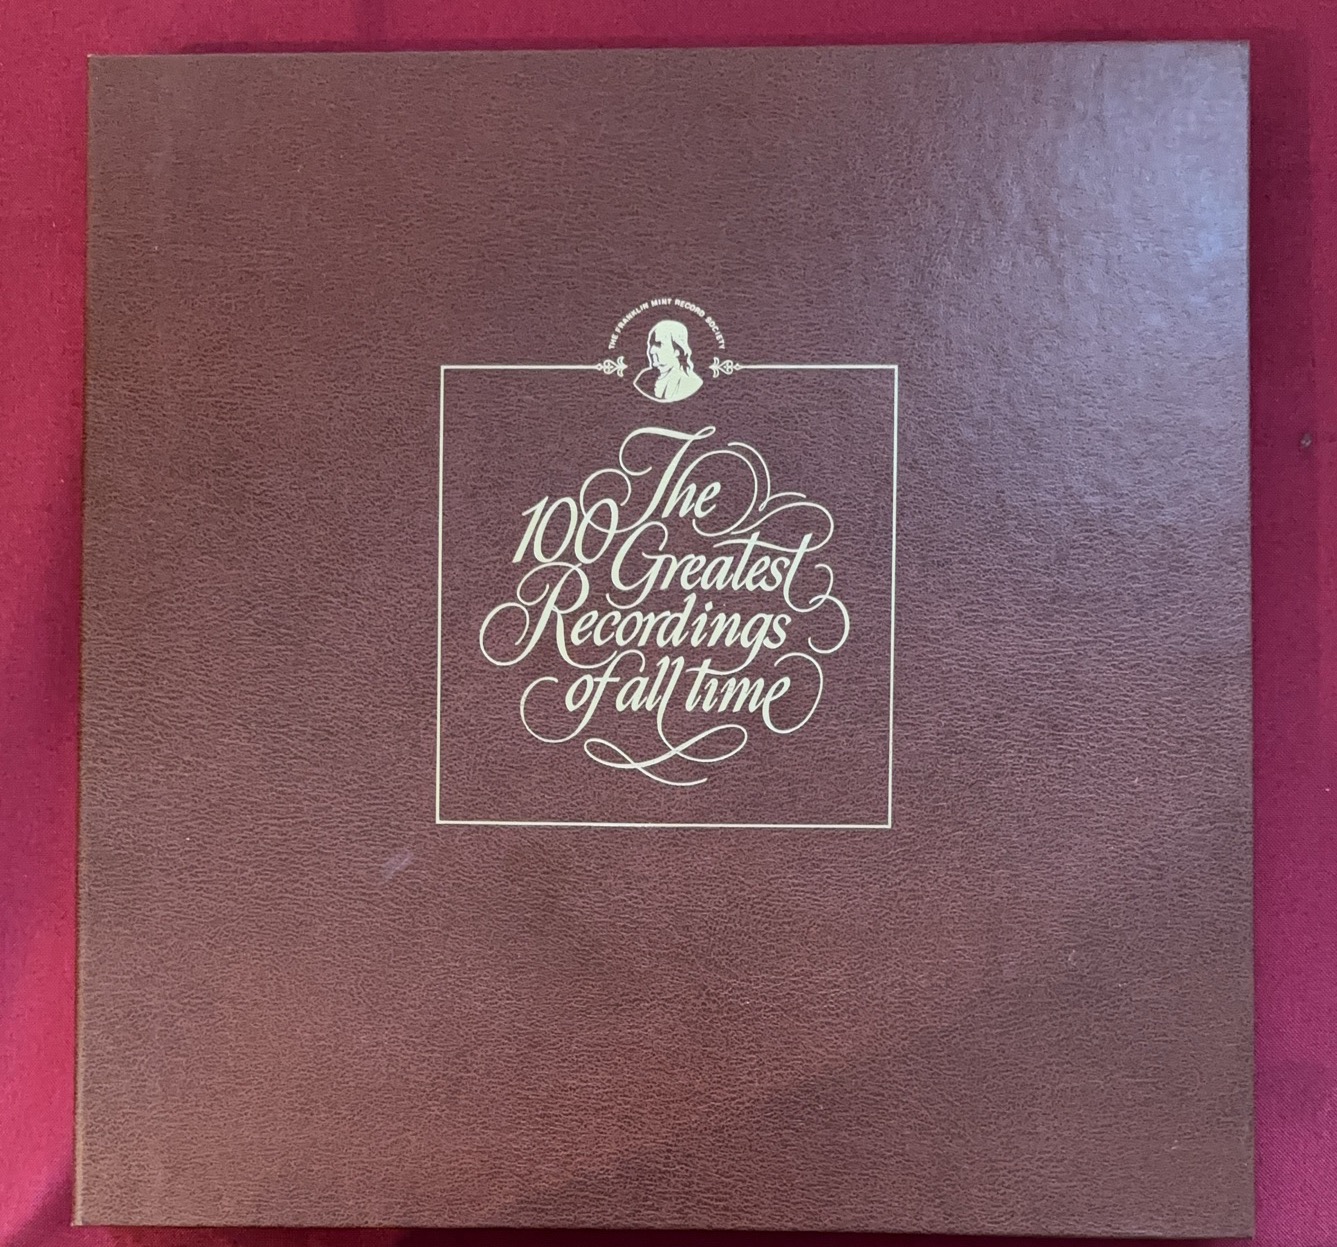 THE FRANKLIN MINT RECORD SOCIETY
The
100 Greatest
Recordings
of all time